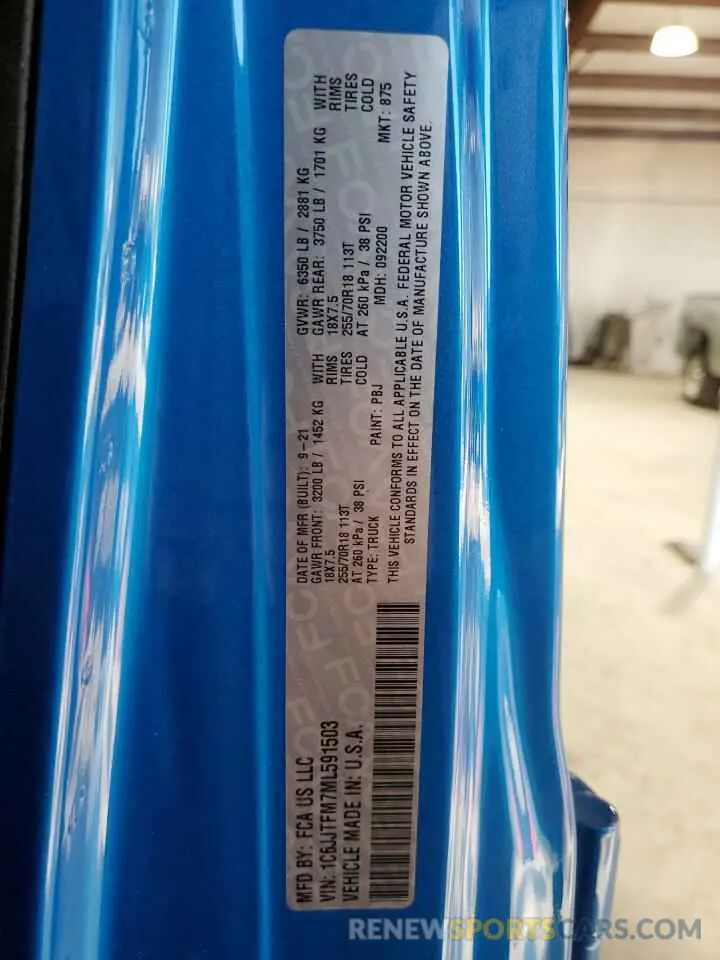 MFD BY: FCA US LLC
DATE OF MFR (BUILT): 9-21
GVWR: 6350 LB / 2881 KG
GAWR FRONT: 3200 LB / 1452 KG WITH
GAWR REAR: 3750 LB / 1701 KG WITH
18X7.5 RIMS
18X7.5 RIMS
255/70R18 113T TIRES
255/70R18 113T TIRES
AT 260 kPa / 38 PSI COLD
AT 260 kPa / 38 PSI COLD
VIN: 1C6JJTFM7ML591503
TYPE: TRUCK
PAINT: PBJ
MDH: 092200
MKT: 875
VEHICLE MADE IN: U.S.A.
THIS VEHICLE CONFORMS TO ALL APPLICABLE U.S.A. FEDERAL MOTOR VEHICLE SAFETY
STANDARDS IN EFFECT ON THE DATE OF MANUFACTURE SHOWN ABOVE.
RENEWSPORTSCAR.COM